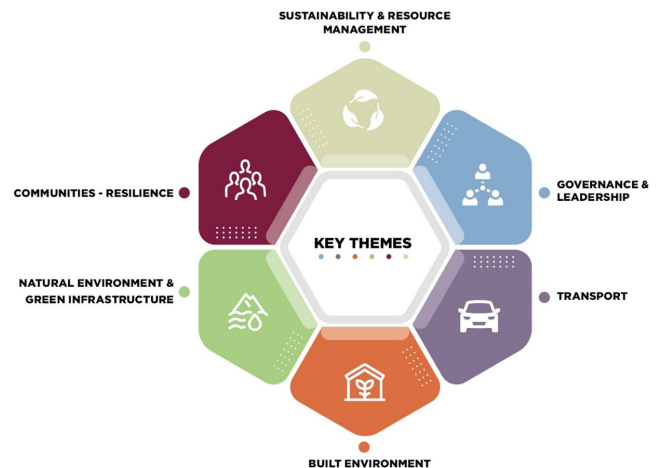 SUSTAINABILITY & RESOURCE
MANAGEMENT
COMMUNITIES - RESILIENCE
GOVERNANCE &
LEADERSHIP
KEY THEMES
NATURAL ENVIRONMENT &
GREEN INFRASTRUCTURE
TRANSPORT
BUILT ENVIRONMENT